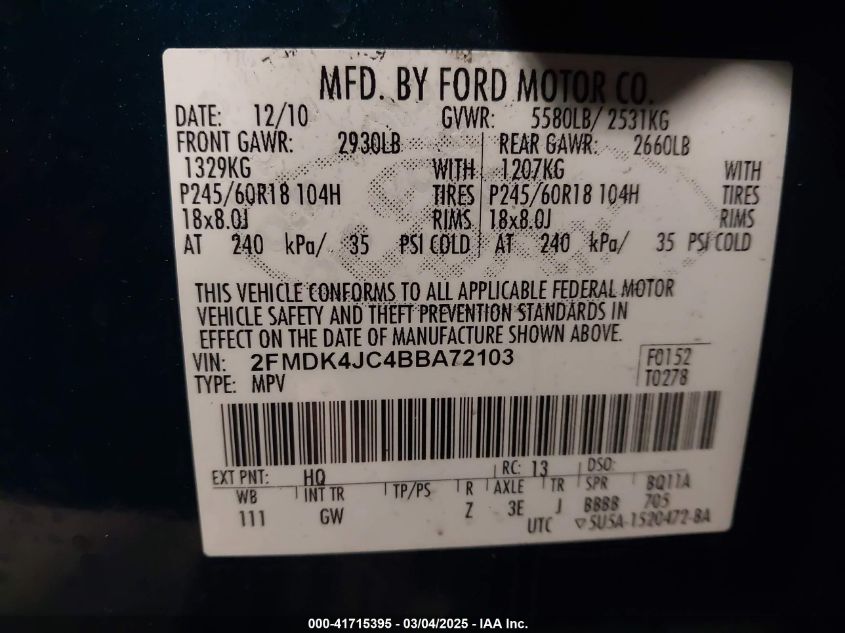 MFD. BY FORD MOTOR CO.
DATE: 12/10 GVWR: 5580LB/ 2531KG
FRONT GAWR: 2930LB REAR GAWR: 2660LB
1329KG WITH 1207KG WITH
P245/60R18 104H TIRES P245/60R18 104H TIRES
18x8.0J RIMS 18x8.0J RIMS
AT 240 kPa/ 35 PSI COLD AT 240 kPa/ 35 PSI COLD
THIS VEHICLE CONFORMS TO ALL APPLICABLE FEDERAL MOTOR
VEHICLE SAFETY AND THEFT PREVENTION STANDARDS IN
EFFECT ON THE DATE OF MANUFACTURE SHOWN ABOVE.
VIN: 2FMDK4JC4BBA72103 F0152
TYPE: MPV T0278
EXT PNT: HQ RC: 13 DSO:
WB INT TR TP/PS R AXLE TR SPR BQ11A
111 GW Z 3E J BBBB 705
UTC ▽5U5A-1520472-BA
000-41715395 - 03/04/2025 - IAA Inc.